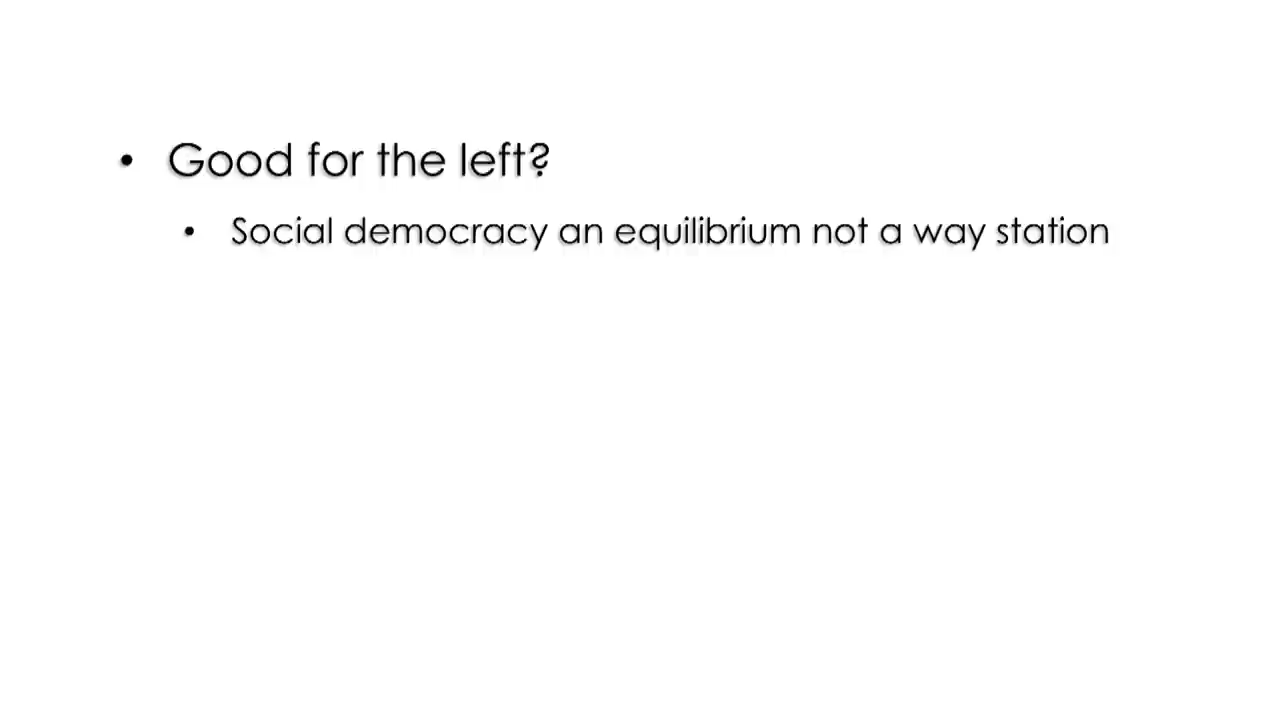 • Good for the left?
• Social democracy an equilibrium not a way station